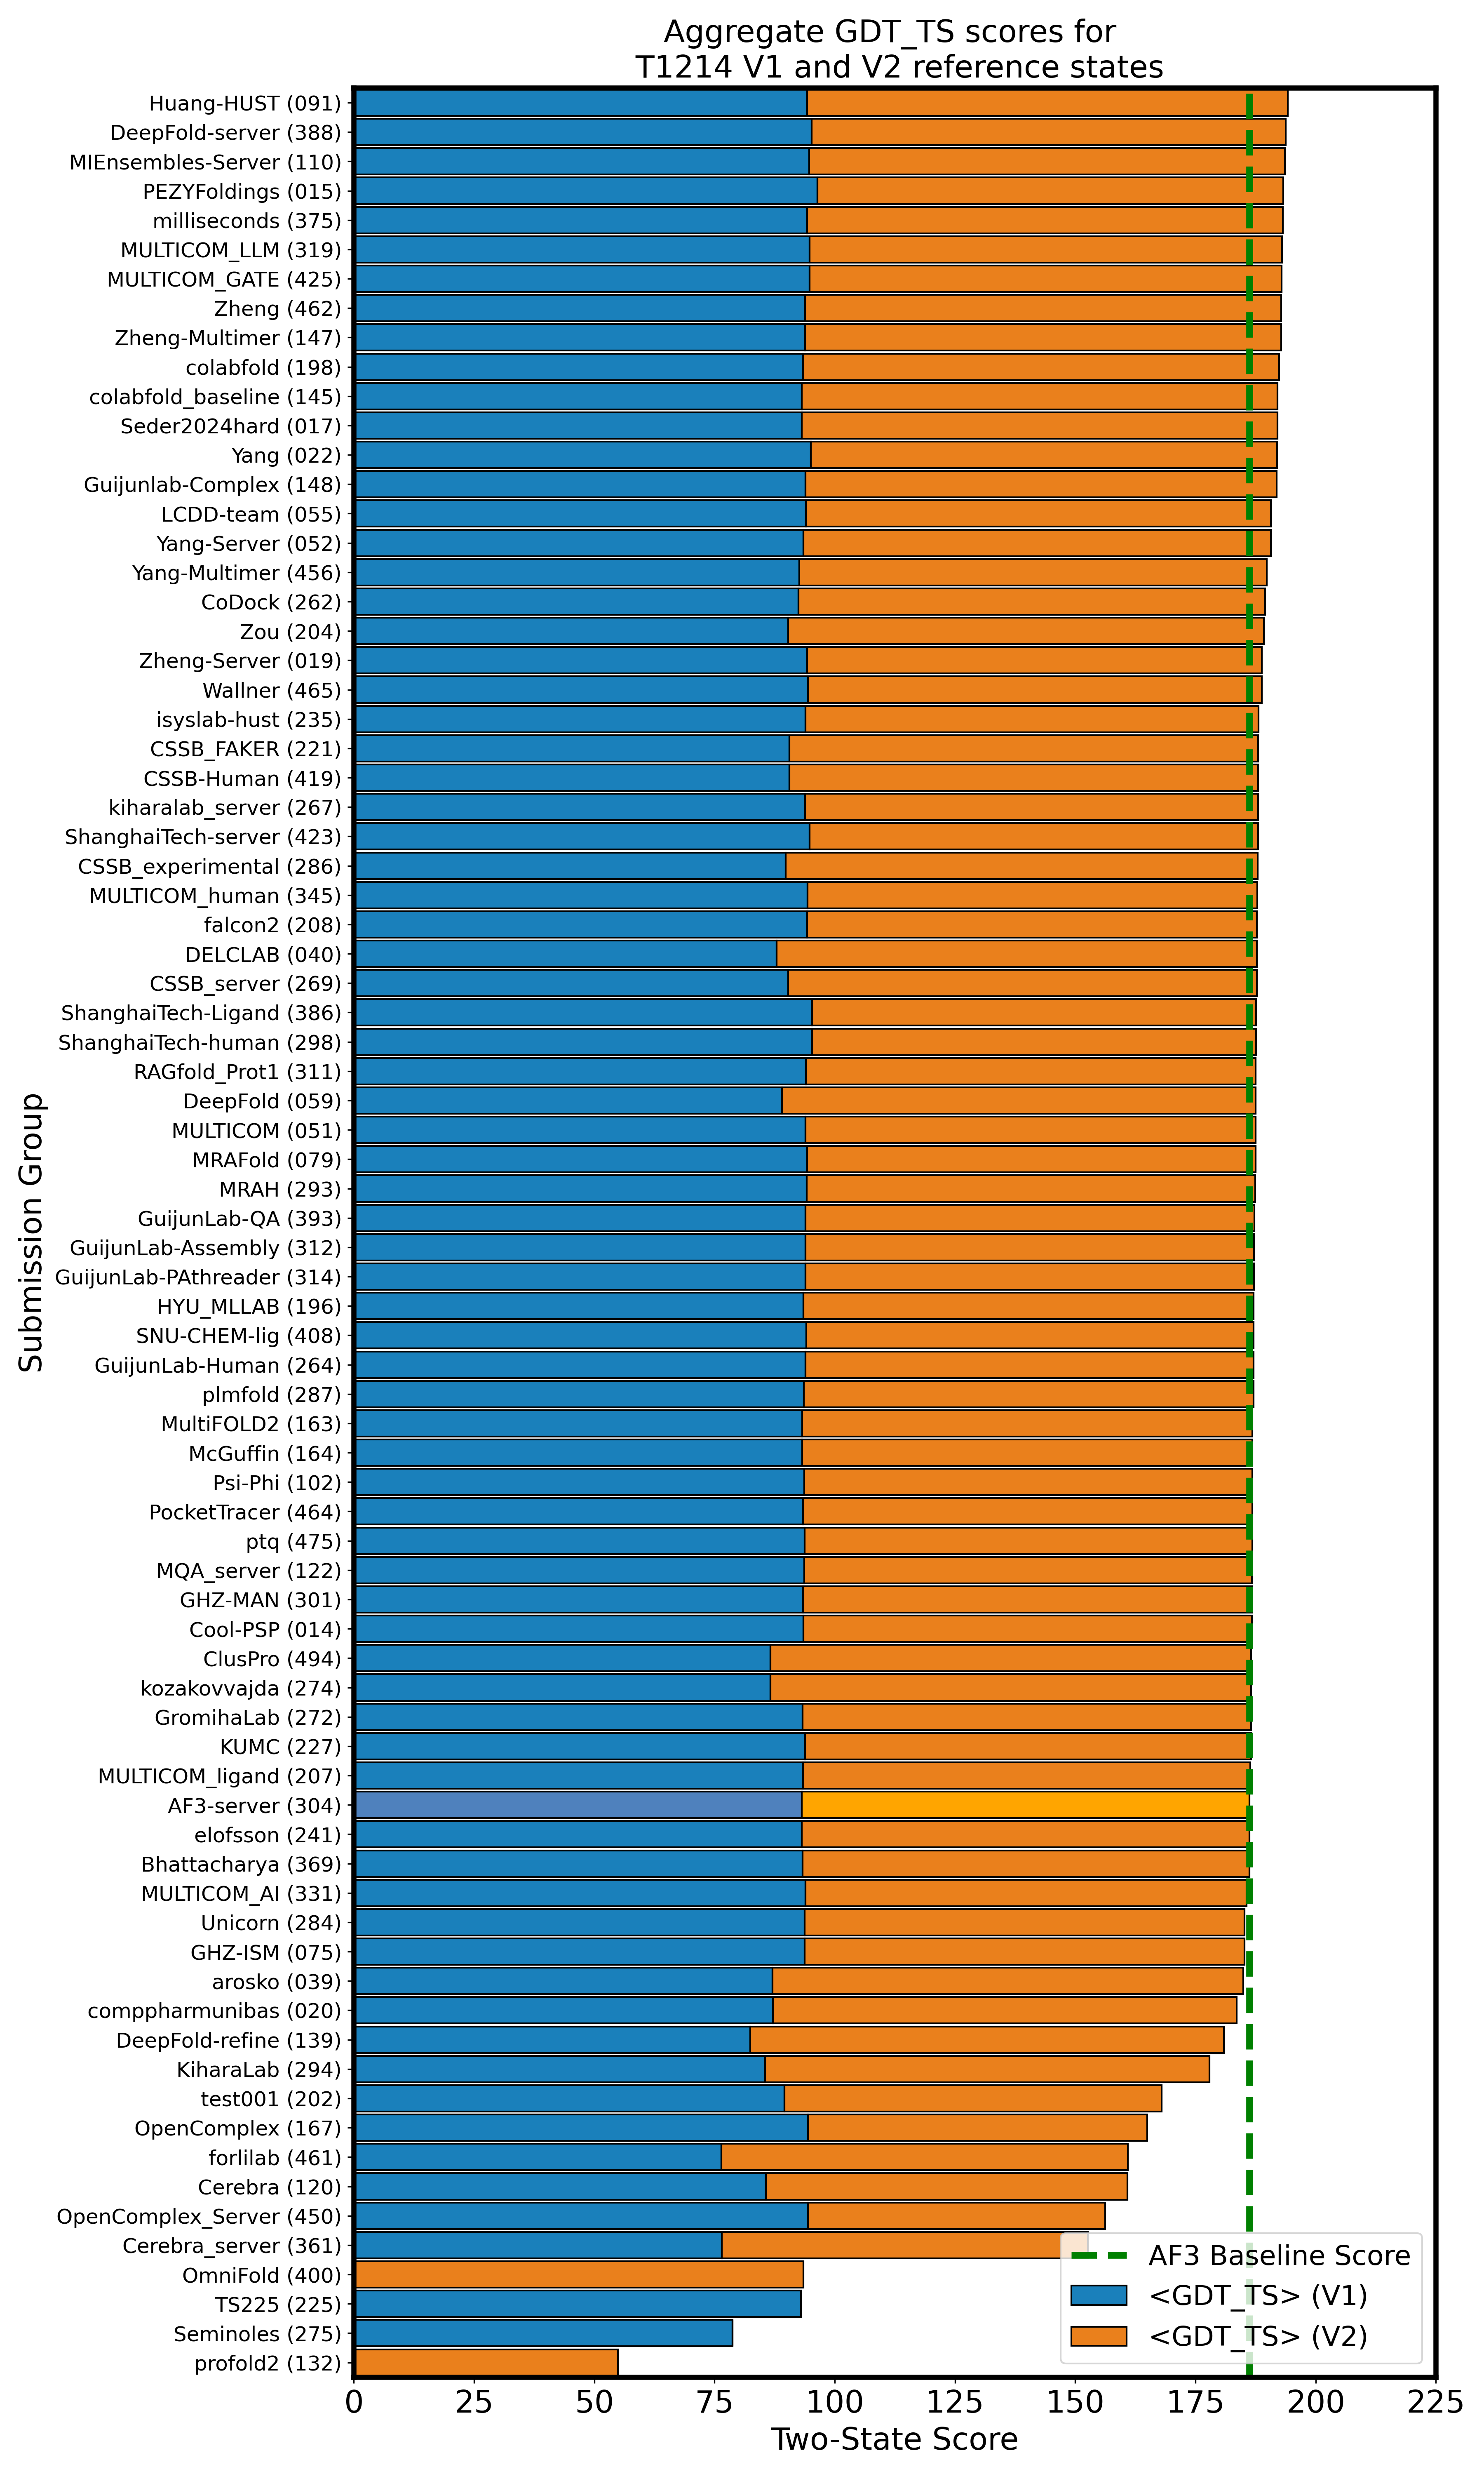 Aggregate GDT_TS scores for
T1214 V1 and V2 reference states
Submission Group
Huang-HUST (091)
DeepFold-server (388)
MIEnsembles-Server (110)
PEZYFoldings (015)
milliseconds (375)
MULTICOM_LLM (319)
MULTICOM_GATE (425)
Zheng (462)
Zheng-Multimer (147)
colabfold (198)
colabfold_baseline (145)
Seder2024hard (017)
Yang (022)
Guijunlab-Complex (148)
LCDD-team (055)
Yang-Server (052)
Yang-Multimer (456)
CoDock (262)
Zou (204)
Zheng-Server (019)
Wallner (465)
isyslab-hust (235)
CSSB_FAKER (221)
CSSB-Human (419)
kiharalab_server (267)
ShanghaiTech-server (423)
CSSB_experimental (286)
MULTICOM_human (345)
falcon2 (208)
DELCLAB (040)
CSSB_server (269)
ShanghaiTech-Ligand (386)
ShanghaiTech-human (298)
RAGfold_Prot1 (311)
DeepFold (059)
MULTICOM (051)
MRAFold (079)
MRAH (293)
GuijunLab-QA (393)
GuijunLab-Assembly (312)
GuijunLab-PAthreader (314)
HYU_MLLAB (196)
SNU-CHEM-lig (408)
GuijunLab-Human (264)
plmfold (287)
MultiFOLD2 (163)
McGuffin (164)
Psi-Phi (102)
PocketTracer (464)
ptq (475)
MQA_server (122)
GHZ-MAN (301)
Cool-PSP (014)
ClusPro (494)
kozakovvajda (274)
GromihaLab (272)
KUMC (227)
MULTICOM_ligand (207)
AF3-server (304)
elofsson (241)
Bhattacharya (369)
MULTICOM_AI (331)
Unicorn (284)
GHZ-ISM (075)
arosko (039)
comppharmunibas (020)
DeepFold-refine (139)
KiharaLab (294)
test001 (202)
OpenComplex (167)
forlilab (461)
Cerebra (120)
OpenComplex_Server (450)
Cerebra_server (361)
OmniFold (400)
TS225 (225)
Seminoles (275)
profold2 (132)
AF3 Baseline Score
<GDT_TS> (V1)
<GDT_TS> (V2)
0 25 50 75 100 125 150 175 200 225
Two-State Score